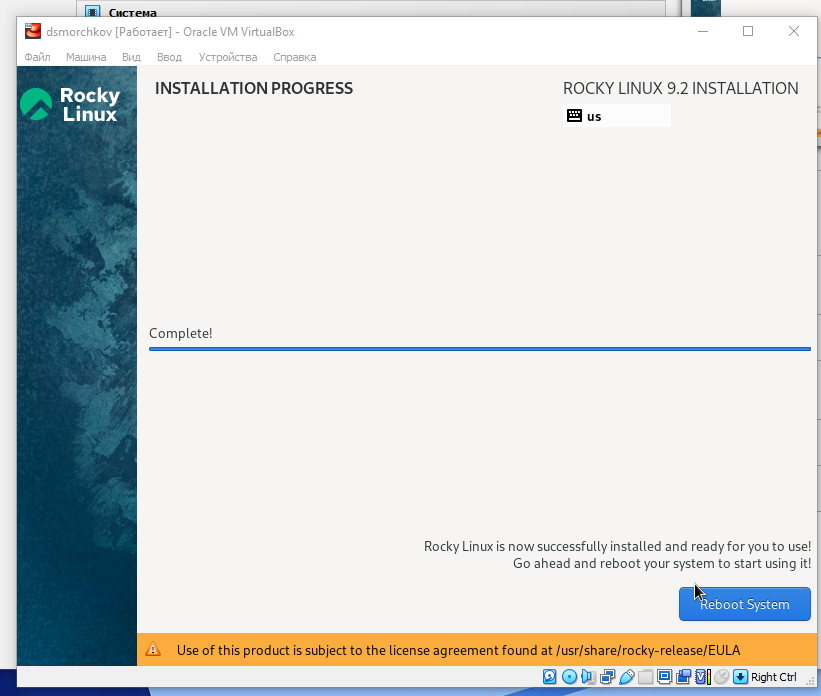 Система
dsmorchkov [Работает] - Oracle VM VirtualBox
Файл Машина Вид Ввод Устройства Справка
Rocky
Linux
INSTALLATION PROGRESS
ROCKY LINUX 9.2 INSTALLATION
us
Complete!
Rocky Linux is now successfully installed and ready for you to use!
Go ahead and reboot your system to start using it!
Reboot System
Use of this product is subject to the license agreement found at /usr/share/rocky-release/EULA
Right Ctrl